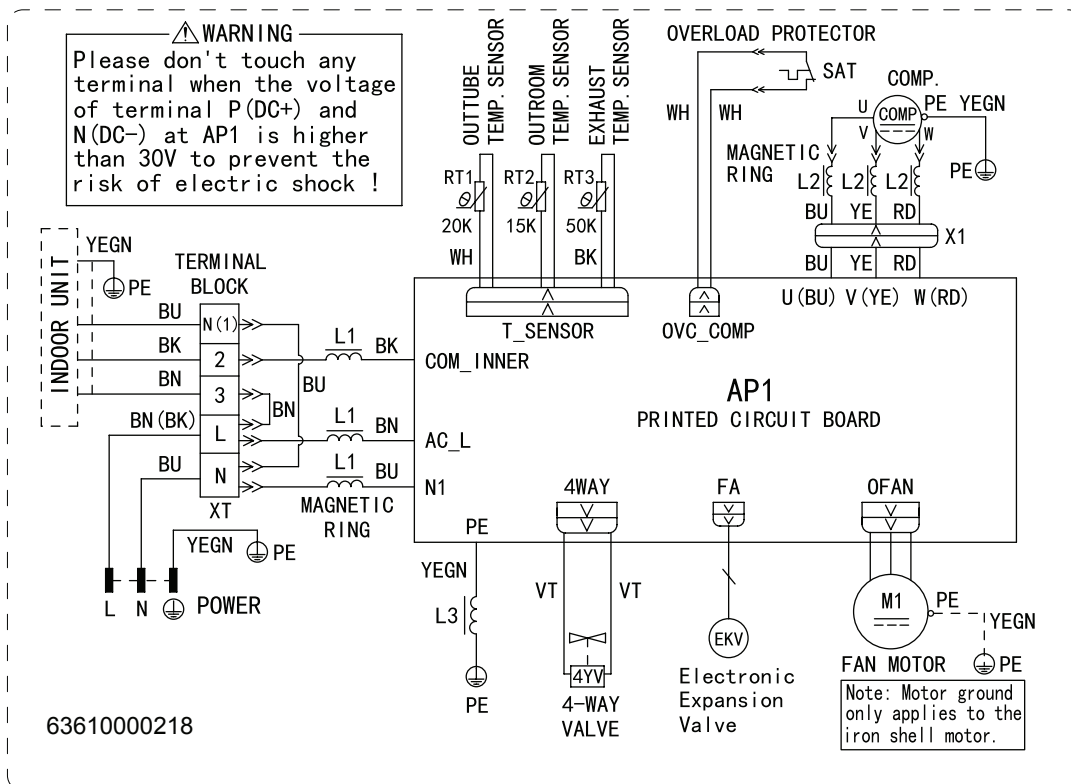 WARNING
Please don't touch any
terminal when the voltage
of terminal P(DC+) and
N(DC-) at AP1 is higher
than 30V to prevent the
risk of electric shock !
OUTTUBE
TEMP. SENSOR
OUTROOM
TEMP. SENSOR
EXHAUST
TEMP. SENSOR
RT1
RT2
RT3
θ
θ
θ
20K
15K
50K
WH
BK
OVERLOAD PROTECTOR
SAT
WH
WH
COMP.
U
COMP
PE
YEGN
V
W
MAGNETIC
RING
PE
L2
L2
L2
BU
YE
RD
X1
BU
YE
RD
U(BU)
V(YE)
W(RD)
T_SENSOR
OVC_COMP
INDOOR UNIT
YEGN
PE
TERMINAL
BLOCK
BU
N(1)
BK
2
L1
BK
COM_INNER
BN
3
BU
BN
BN(BK)
L
L1
BN
AC_L
BU
N
L1
BU
N1
XT
MAGNETIC
RING
AP1
PRINTED CIRCUIT BOARD
YEGN
PE
L
N
POWER
PE
YEGN
L3
PE
4WAY
VT
VT
4YV
4-WAY
VALVE
FA
EKV
Electronic
Expansion
Valve
OFAN
M1
PE
YEGN
FAN MOTOR
PE
Note: Motor ground
only applies to the
iron shell motor.
63610000218